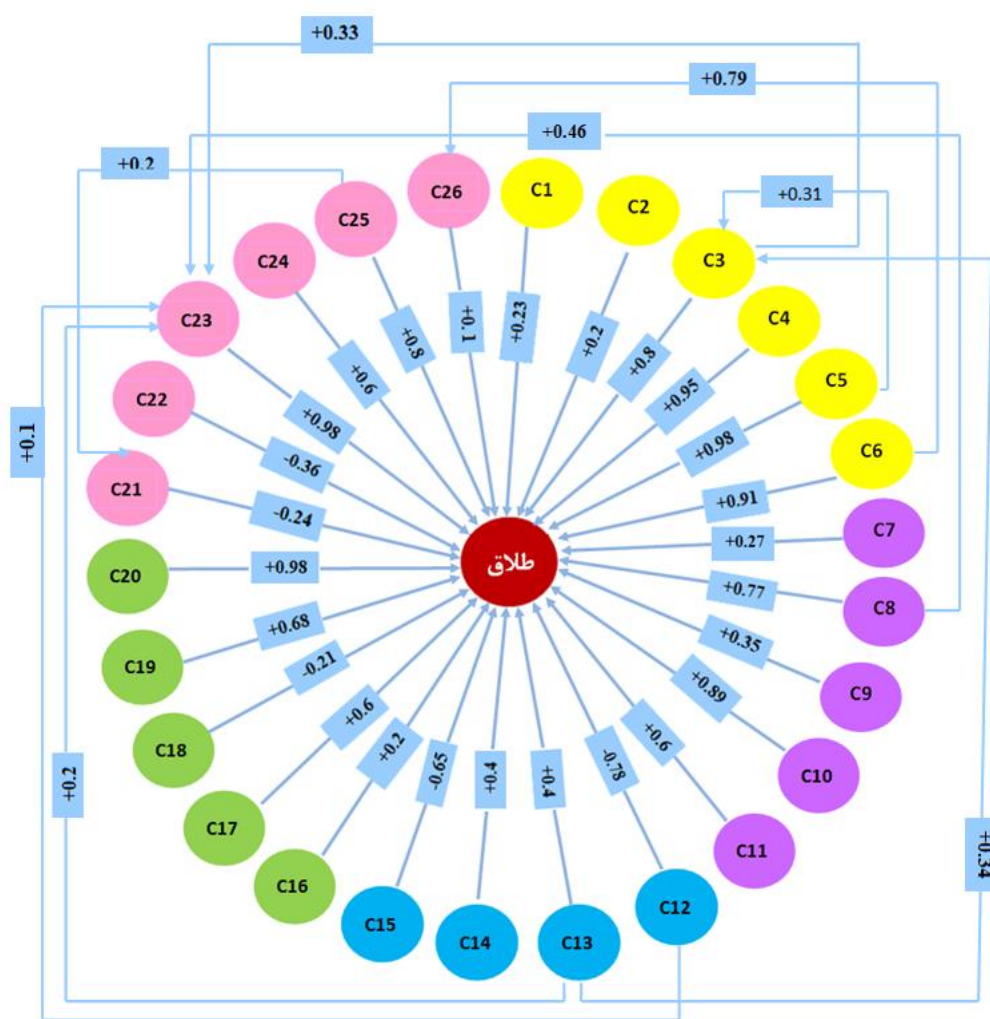 +0.33
+0.79
+0.46
+0.2
+0.31
C26
C1
C25
C2
C24
C3
C23
C4
C22
C5
C21
C6
C20
C7
C19
C8
C18
C9
C17
C10
C16
C11
C15
C14
C13
C12
طلاق
+0.1
+0.23
+0.8
+0.2
+0.6
+0.8
+0.98
+0.95
-0.36
+0.98
-0.24
+0.91
+0.98
+0.27
+0.68
+0.77
-0.21
+0.35
+0.6
+0.89
+0.2
+0.6
-0.65
+0.4
+0.4
-0.78
+0.1
+0.2
+0.34